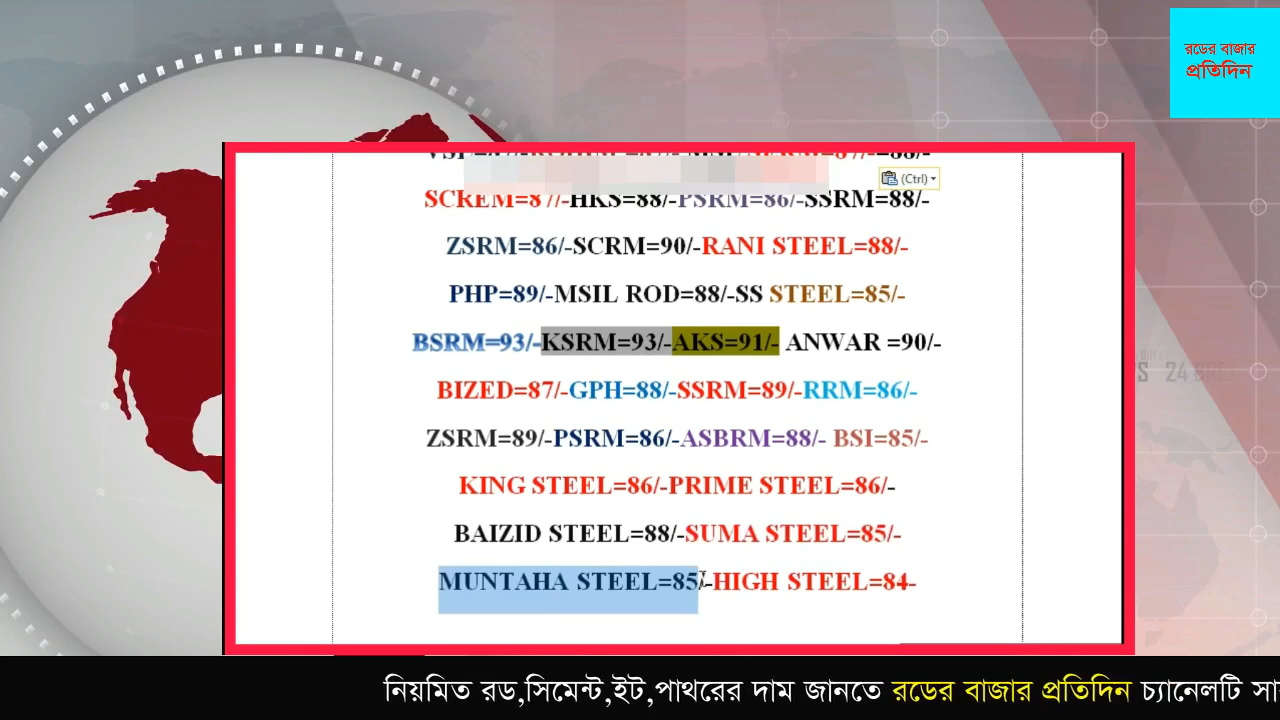 রডের বাজার
প্রতিদিন
(Ctrl)
SCREM=87/-HKS=88/-PSRM=86/-SSRM=88/-
ZSRM=86/-SCRM=90/-RANI STEEL=88/-
PHP=89/-MSIL ROD=88/-SS STEEL=85/-
BSRM=93/-KSRM=93/-AKS=91/- ANWAR =90/-
BIZED=87/-GPH=88/-SSRM=89/-RRM=86/-
ZSRM=89/-PSRM=86/-ASBRM=88/- BSI=85/-
KING STEEL=86/-PRIME STEEL=86/-
BAIZID STEEL=88/-SUMA STEEL=85/-
MUNTAHA STEEL=85/-HIGH STEEL=84-
24
নিয়মিত রড,সিমেন্ট,ইট,পাথরের দাম জানতে রডের বাজার প্রতিদিন চ্যানেলটি